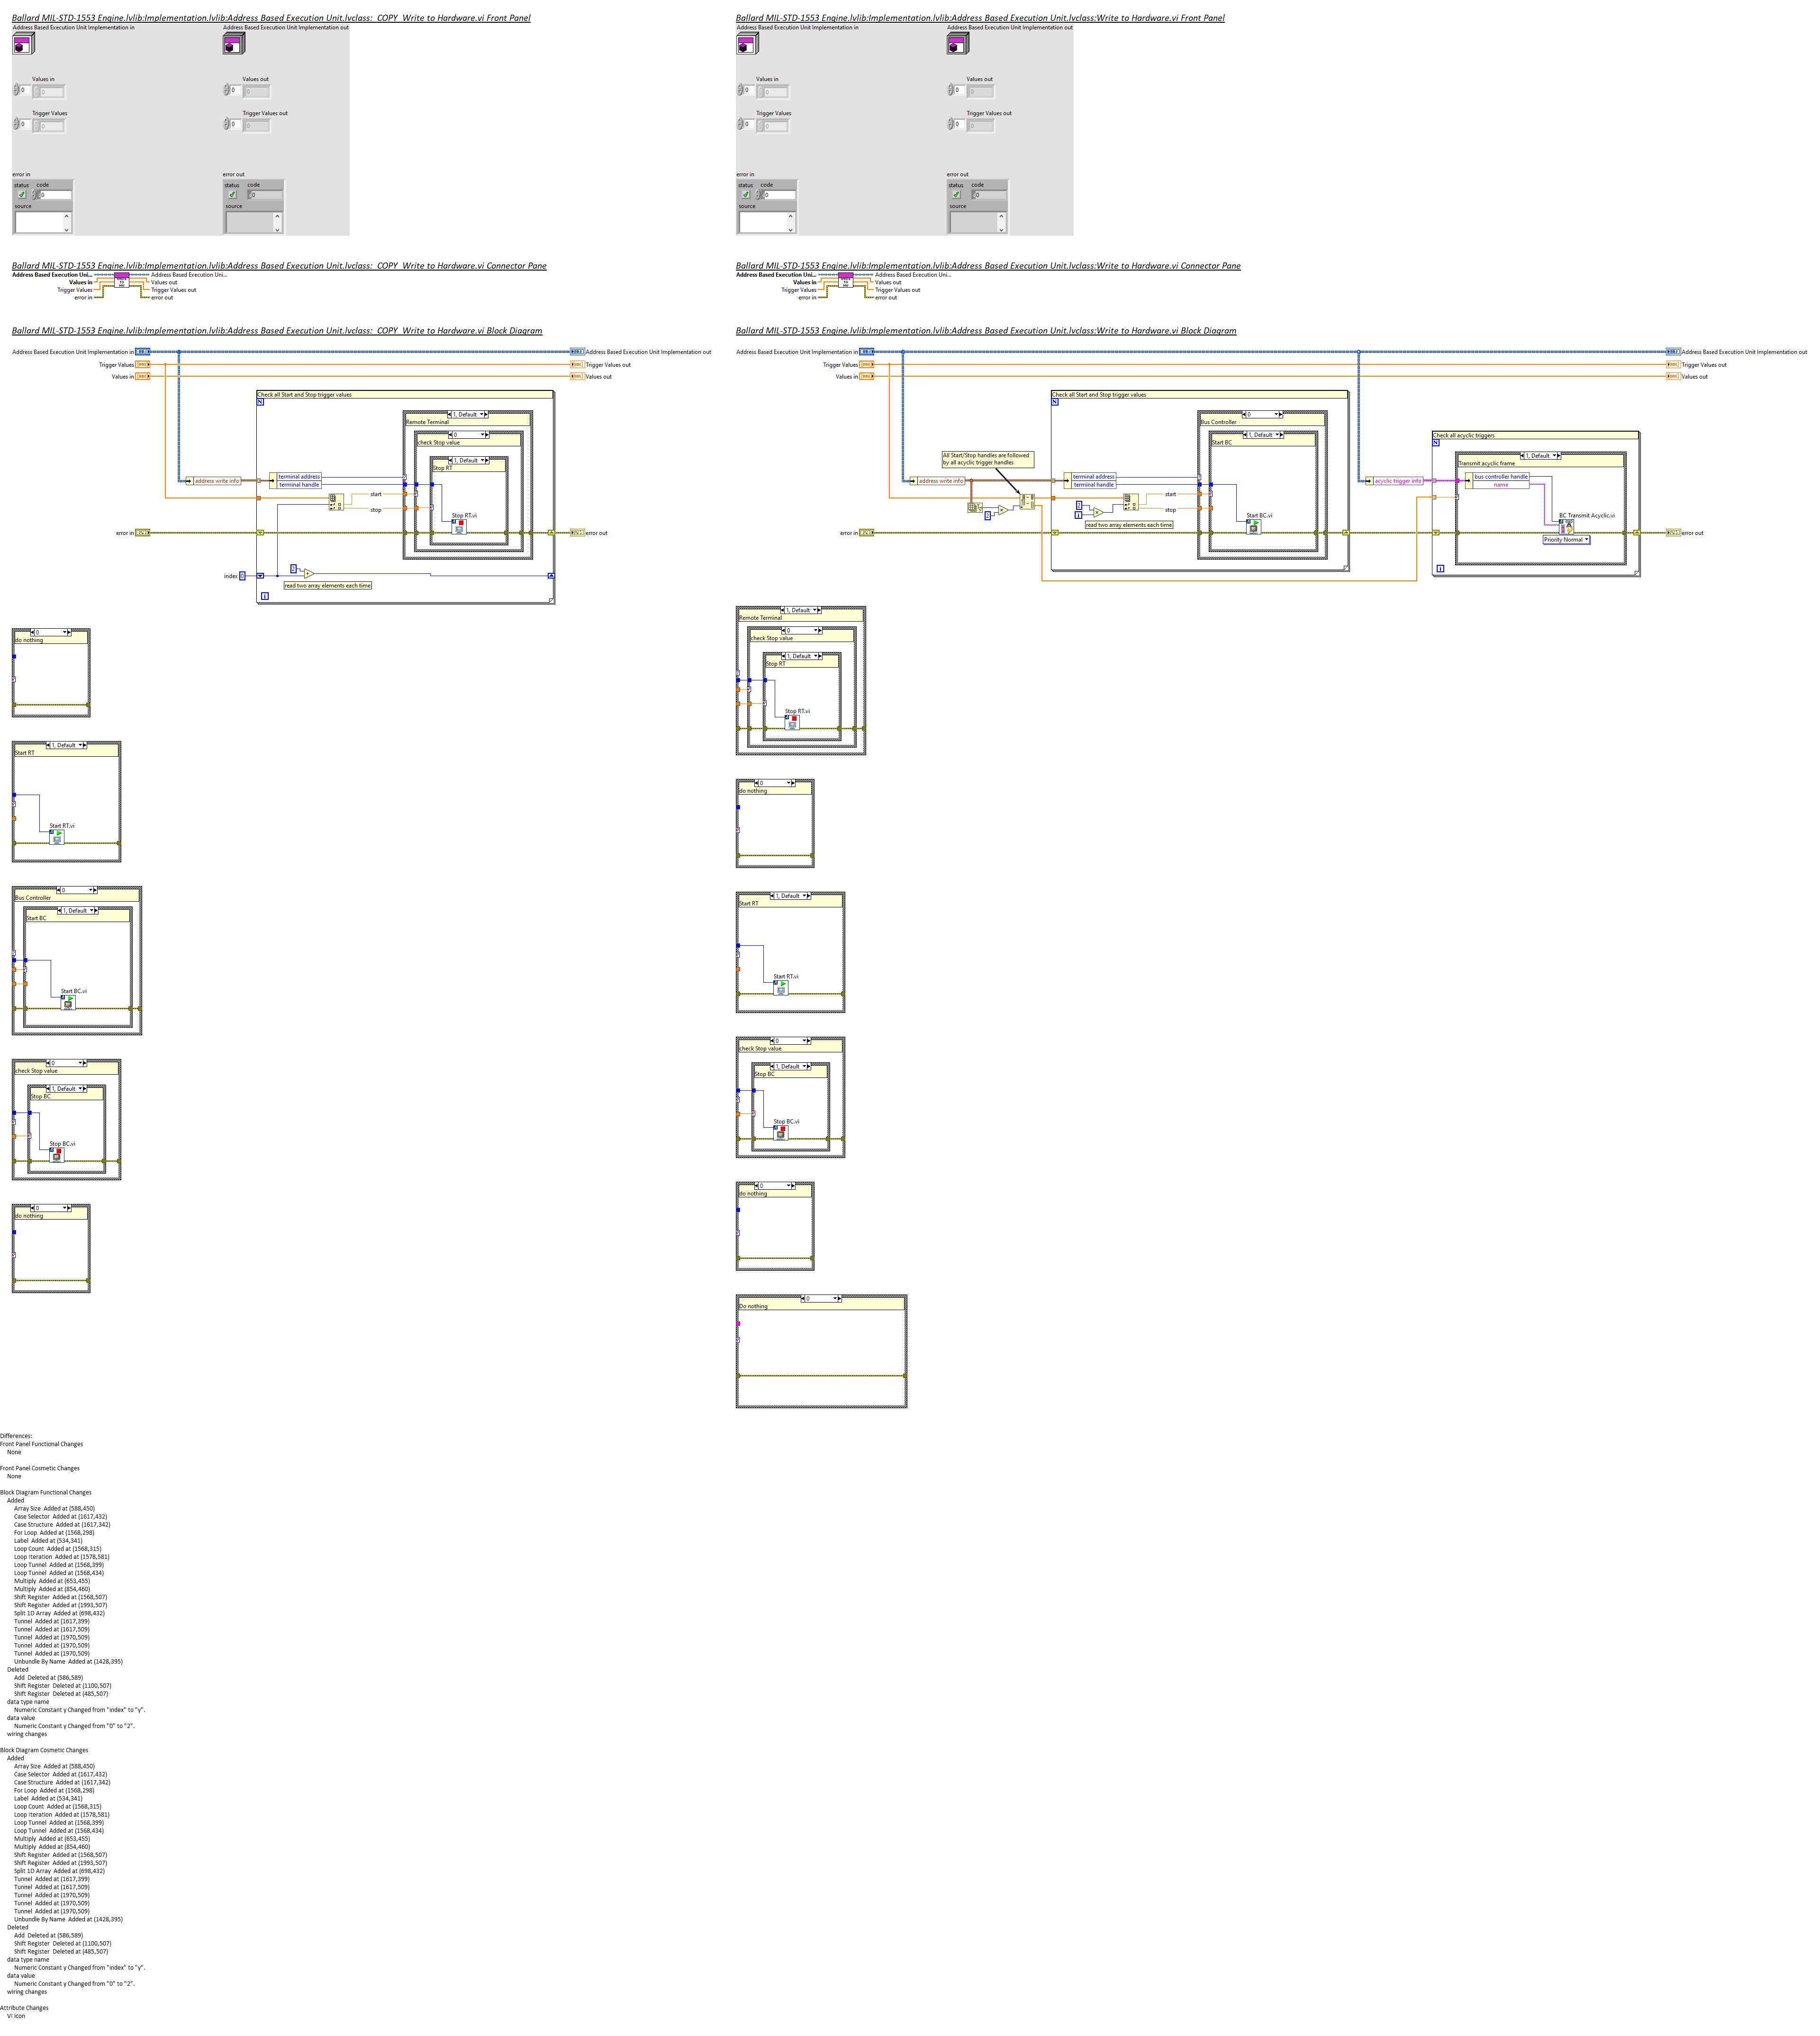 Ballard MIL-STD-1553 Engine.lvlib:Implementation.lvlib:Address Based Execution Unit.lvclass:_COPY_Write to Hardware.vi Front Panel
Address Based Execution Unit Implementation in
Address Based Execution Unit Implementation out
Values in
0
0
Values out
0
0
Trigger Values
0
0
Trigger Values out
0
0
error in
status
code
0
source
error out
status
code
0
source
Ballard MIL-STD-1553 Engine.lvlib:Implementation.lvlib:Address Based Execution Unit.lvclass:_COPY_Write to Hardware.vi Connector Pane
Address Based Execution Uni...
Values in
Trigger Values
error in
Address Based Execution Uni...
Values out
Trigger Values out
error out
Ballard MIL-STD-1553 Engine.lvlib:Implementation.lvlib:Address Based Execution Unit.lvclass:_COPY_Write to Hardware.vi Block Diagram
Address Based Execution Unit Implementation in
Address Based Execution Unit Implementation out
Trigger Values
Trigger Values out
Values in
Values out
Check all Start and Stop trigger values
N
1, Default
Remote Terminal
0
check Stop value
1, Default
Stop RT
address write info
terminal address
terminal handle
start
stop
Stop RT.vi
error in
error out
index
0
2
read two array elements each time
i
0
do nothing
1, Default
Start RT
Start RT.vi
0
Bus Controller
1, Default
Start BC
Start BC.vi
0
check Stop value
1, Default
Stop BC
Stop BC.vi
0
do nothing
Ballard MIL-STD-1553 Engine.lvlib:Implementation.lvlib:Address Based Execution Unit.lvclass:Write to Hardware.vi Front Panel
Address Based Execution Unit Implementation in
Address Based Execution Unit Implementation out
Values in
0
0
Values out
0
0
Trigger Values
0
0
Trigger Values out
0
0
error in
status
code
0
source
error out
status
code
0
source
Ballard MIL-STD-1553 Engine.lvlib:Implementation.lvlib:Address Based Execution Unit.lvclass:Write to Hardware.vi Connector Pane
Address Based Execution Uni...
Values in
Trigger Values
error in
Address Based Execution Uni...
Values out
Trigger Values out
error out
Ballard MIL-STD-1553 Engine.lvlib:Implementation.lvlib:Address Based Execution Unit.lvclass:Write to Hardware.vi Block Diagram
Address Based Execution Unit Implementation in
Address Based Execution Unit Implementation out
Trigger Values
Trigger Values out
Values in
Values out
Check all Start and Stop trigger values
N
0
Bus Controller
1, Default
Start BC
All Start/Stop handles are followed
by all acyclic trigger handles
address write info
terminal address
terminal handle
2
2
i
start
stop
read two array elements each time
Start BC.vi
Check all acyclic triggers
N
1, Default
Transmit acyclic frame
acyclic trigger info
bus controller handle
name
BC Transmit Acyclic.vi
Priority Normal
i
error in
error out
1, Default
Remote Terminal
0
check Stop value
1, Default
Stop RT
Stop RT.vi
0
do nothing
1, Default
Start RT
Start RT.vi
0
check Stop value
1, Default
Stop BC
Stop BC.vi
0
do nothing
0
Do nothing
Differences:
Front Panel Functional Changes
None
Front Panel Cosmetic Changes
None
Block Diagram Functional Changes
Added
Array Size  Added at (588,450)
Case Selector  Added at (1617,432)
Case Structure  Added at (1617,342)
For Loop  Added at (1568,298)
Label  Added at (534,341)
Loop Count  Added at (1568,315)
Loop Iteration  Added at (1578,581)
Loop Tunnel  Added at (1568,399)
Loop Tunnel  Added at (1568,434)
Multiply  Added at (653,455)
Multiply  Added at (854,460)
Shift Register  Added at (1568,507)
Shift Register  Added at (1993,507)
Split 1D Array  Added at (698,432)
Tunnel  Added at (1617,399)
Tunnel  Added at (1617,509)
Tunnel  Added at (1970,509)
Tunnel  Added at (1970,509)
Tunnel  Added at (1970,509)
Unbundle By Name  Added at (1428,395)
Deleted
Add  Deleted at (586,589)
Shift Register  Deleted at (1100,507)
Shift Register  Deleted at (485,507)
data type name
Numeric Constant y Changed from "index" to "y".
data value
Numeric Constant y Changed from "0" to "2".
wiring changes
Block Diagram Cosmetic Changes
Added
Array Size  Added at (588,450)
Case Selector  Added at (1617,432)
Case Structure  Added at (1617,342)
For Loop  Added at (1568,298)
Label  Added at (534,341)
Loop Count  Added at (1568,315)
Loop Iteration  Added at (1578,581)
Loop Tunnel  Added at (1568,399)
Loop Tunnel  Added at (1568,434)
Multiply  Added at (653,455)
Multiply  Added at (854,460)
Shift Register  Added at (1568,507)
Shift Register  Added at (1993,507)
Split 1D Array  Added at (698,432)
Tunnel  Added at (1617,399)
Tunnel  Added at (1617,509)
Tunnel  Added at (1970,509)
Tunnel  Added at (1970,509)
Tunnel  Added at (1970,509)
Unbundle By Name  Added at (1428,395)
Deleted
Add  Deleted at (586,589)
Shift Register  Deleted at (1100,507)
Shift Register  Deleted at (485,507)
data type name
Numeric Constant y Changed from "index" to "y".
data value
Numeric Constant y Changed from "0" to "2".
wiring changes
Attribute Changes
VI icon